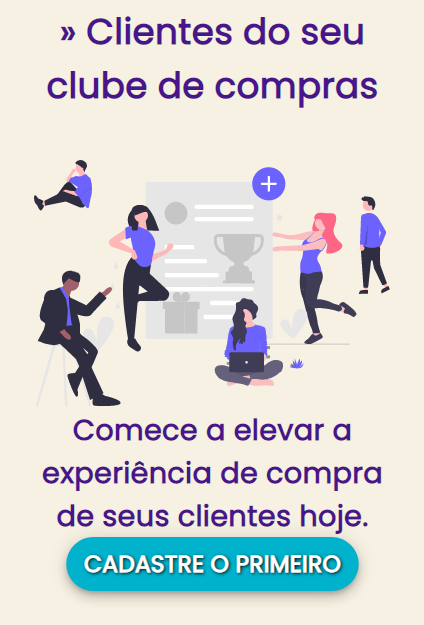 » Clientes do seu
clube de compras
Comece a elevar a
experiência de compra
de seus clientes hoje.
CADASTRE O PRIMEIRO